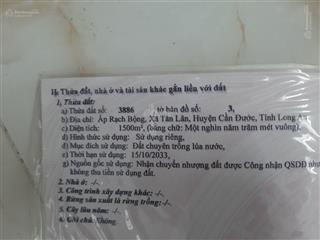 II. Thửa đất, nhà ở và tài sản khác gắn liền với đất
1. Thửa đất:
a) Thửa đất số: 3886 tờ bản đồ số: 3,
b) Địa chỉ: Ấp Rạch Bộng, Xã Tân Lân, Huyện Cần Đước, Tỉnh Long An
c) Diện tích: 1500m², (bằng chữ: Một nghìn năm trăm mét vuông),
d) Hình thức sử dụng: Sử dụng riêng,
đ) Mục đích sử dụng: Đất chuyên trồng lúa nước,
e) Thời hạn sử dụng: 15/10/2033,
g) Nguồn gốc sử dụng: Nhận chuyển nhượng đất được Công nhận QSDĐ như
không thu tiền sử dụng đất.
2. Nhà ở: -/-
3. Công trình xây dựng khác: -/-
4. Rừng sản xuất là rừng trồng: -/-
5. Cây lâu năm: -/-
6. Ghi chú: Không.